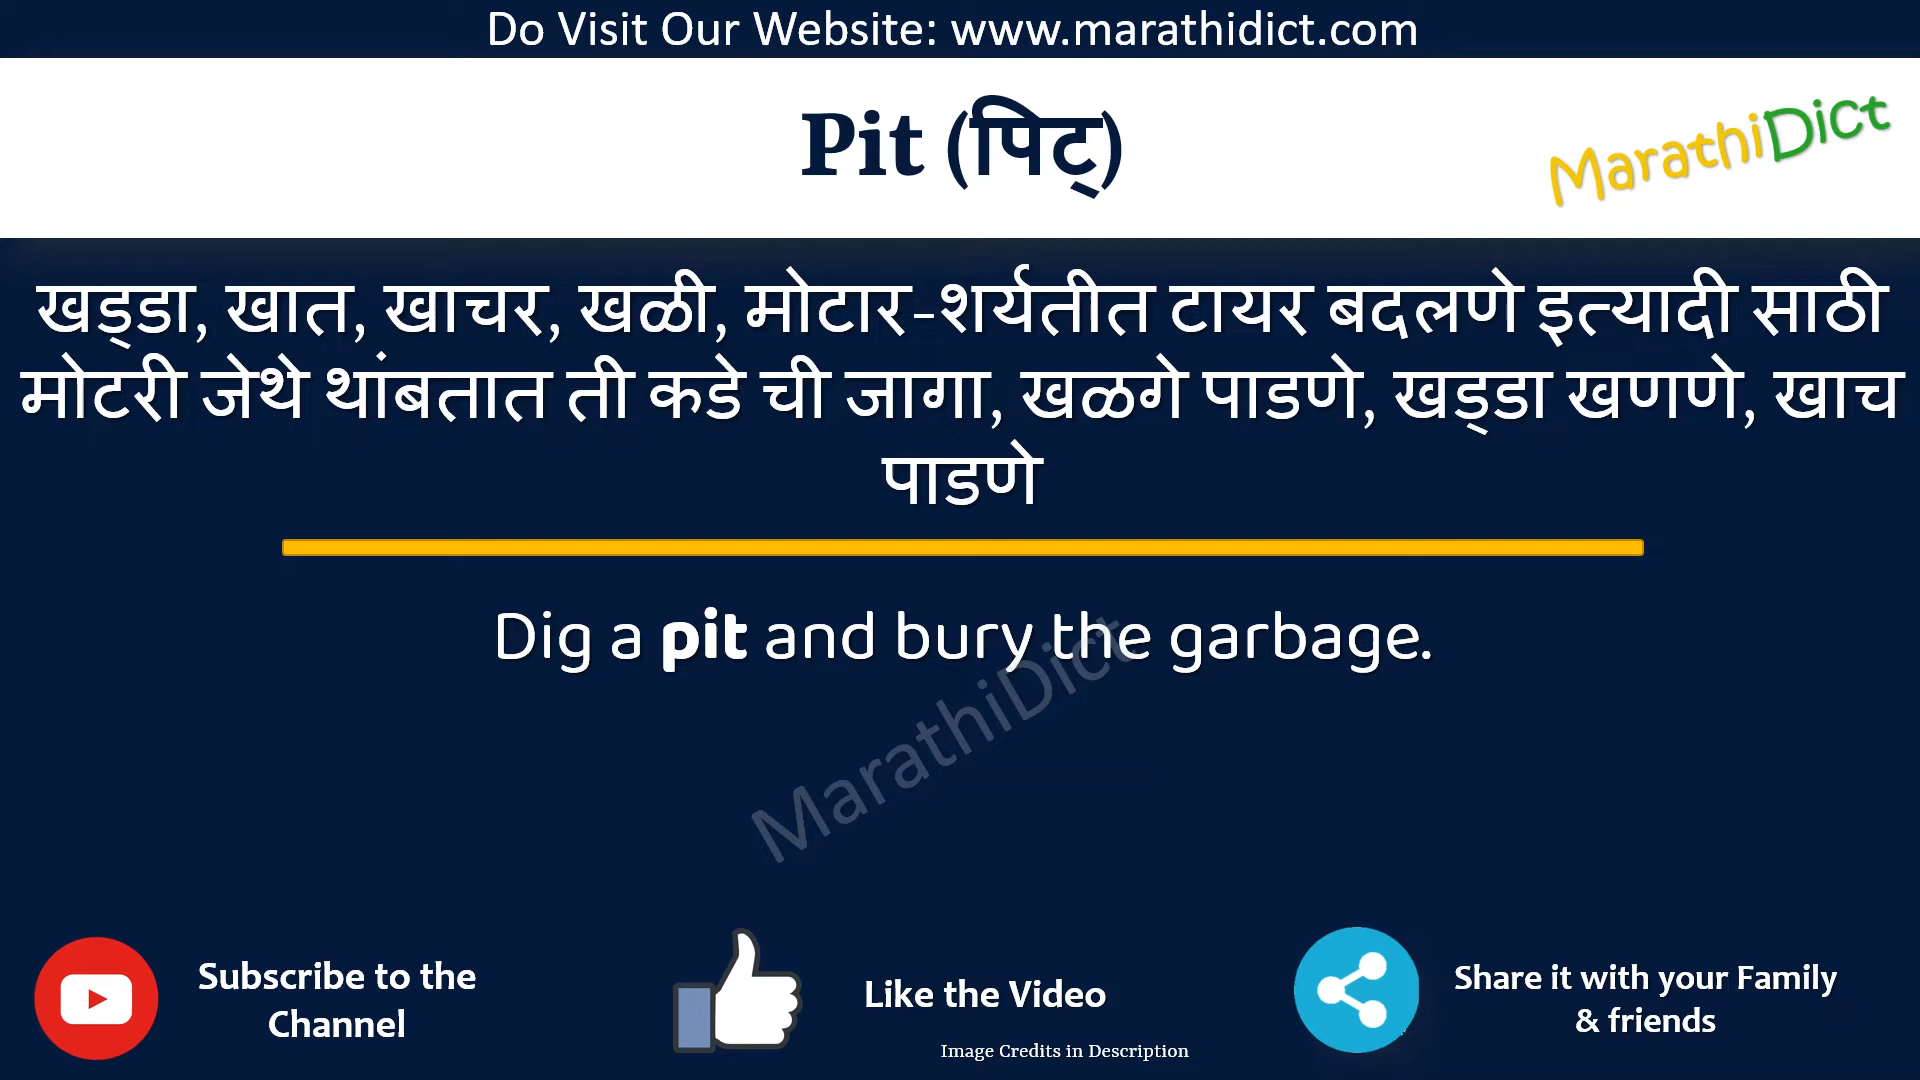 Do Visit Our Website: www.marathidict.com
Pit (पिट्)
MarathiDict
खड्डा, खात, खाचर, खळी, मोटार-शर्यतीत टायर बदलणे इत्यादी साठी
मोटरी जेथे थांबतात ती कडे ची जागा, खळगे पाडणे, खड्डा खणणे, खाच
पाडणे
Dig a pit and bury the garbage.
MarathiDict
Subscribe to the
Channel
Like the Video
Share it with your Family
& friends
Image Credits in Description